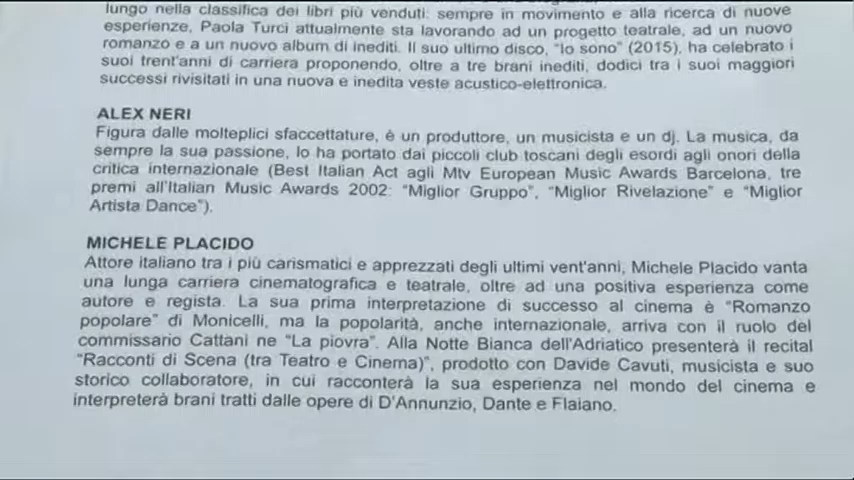 lungo nella classifica dei libri più venduti: sempre in movimento e alla ricerca di nuove
esperienze, Paola Turci attualmente sta lavorando ad un progetto teatrale, ad un nuovo
romanzo e a un nuovo album di inediti. Il suo ultimo disco, "Io sono" (2015), ha celebrato i
suoi trent'anni di carriera proponendo, oltre a tre brani inediti, dodici tra i suoi maggiori
successi rivisitati in una nuova e inedita veste acustico-elettronica.
ALEX NERI
Figura dalle molteplici sfaccettature, è un produttore, un musicista e un dj. La musica, da
sempre la sua passione, lo ha portato dai piccoli club toscani degli esordi agli onori della
critica internazionale (Best Italian Act agli Mtv European Music Awards Barcelona, tre
premi all'Italian Music Awards 2002: "Miglior Gruppo", "Miglior Rivelazione" e "Miglior
Artista Dance").
MICHELE PLACIDO
Attore italiano tra i più carismatici e apprezzati degli ultimi vent'anni, Michele Placido vanta
una lunga carriera cinematografica e teatrale, oltre ad una positiva esperienza come
autore e regista. La sua prima interpretazione di successo al cinema è "Romanzo
popolare" di Monicelli, ma la popolarità, anche internazionale, arriva con il ruolo del
commissario Cattani ne "La piovra". Alla Notte Bianca dell'Adriatico presenterà il recital
"Racconti di Scena (tra Teatro e Cinema)", prodotto con Davide Cavuti, musicista e suo
storico collaboratore, in cui racconterà la sua esperienza nel mondo del cinema e
interpreterà brani tratti dalle opere di D'Annunzio, Dante e Flaiano.